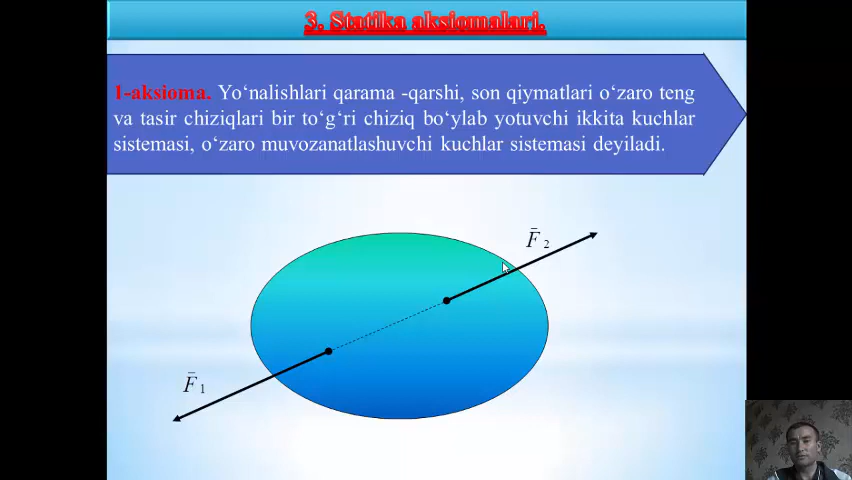 3. Statika aksiomalari.
1-aksioma. Yo‘nalishlari qarama -qarshi, son qiymatlari o‘zaro teng
va tasir chiziqlari bir to‘g‘ri chiziq bo‘ylab yotuvchi ikkita kuchlar
sistemasi, o‘zaro muvozanatlashuvchi kuchlar sistemasi deyiladi.
F̄ 2
F̄ 1